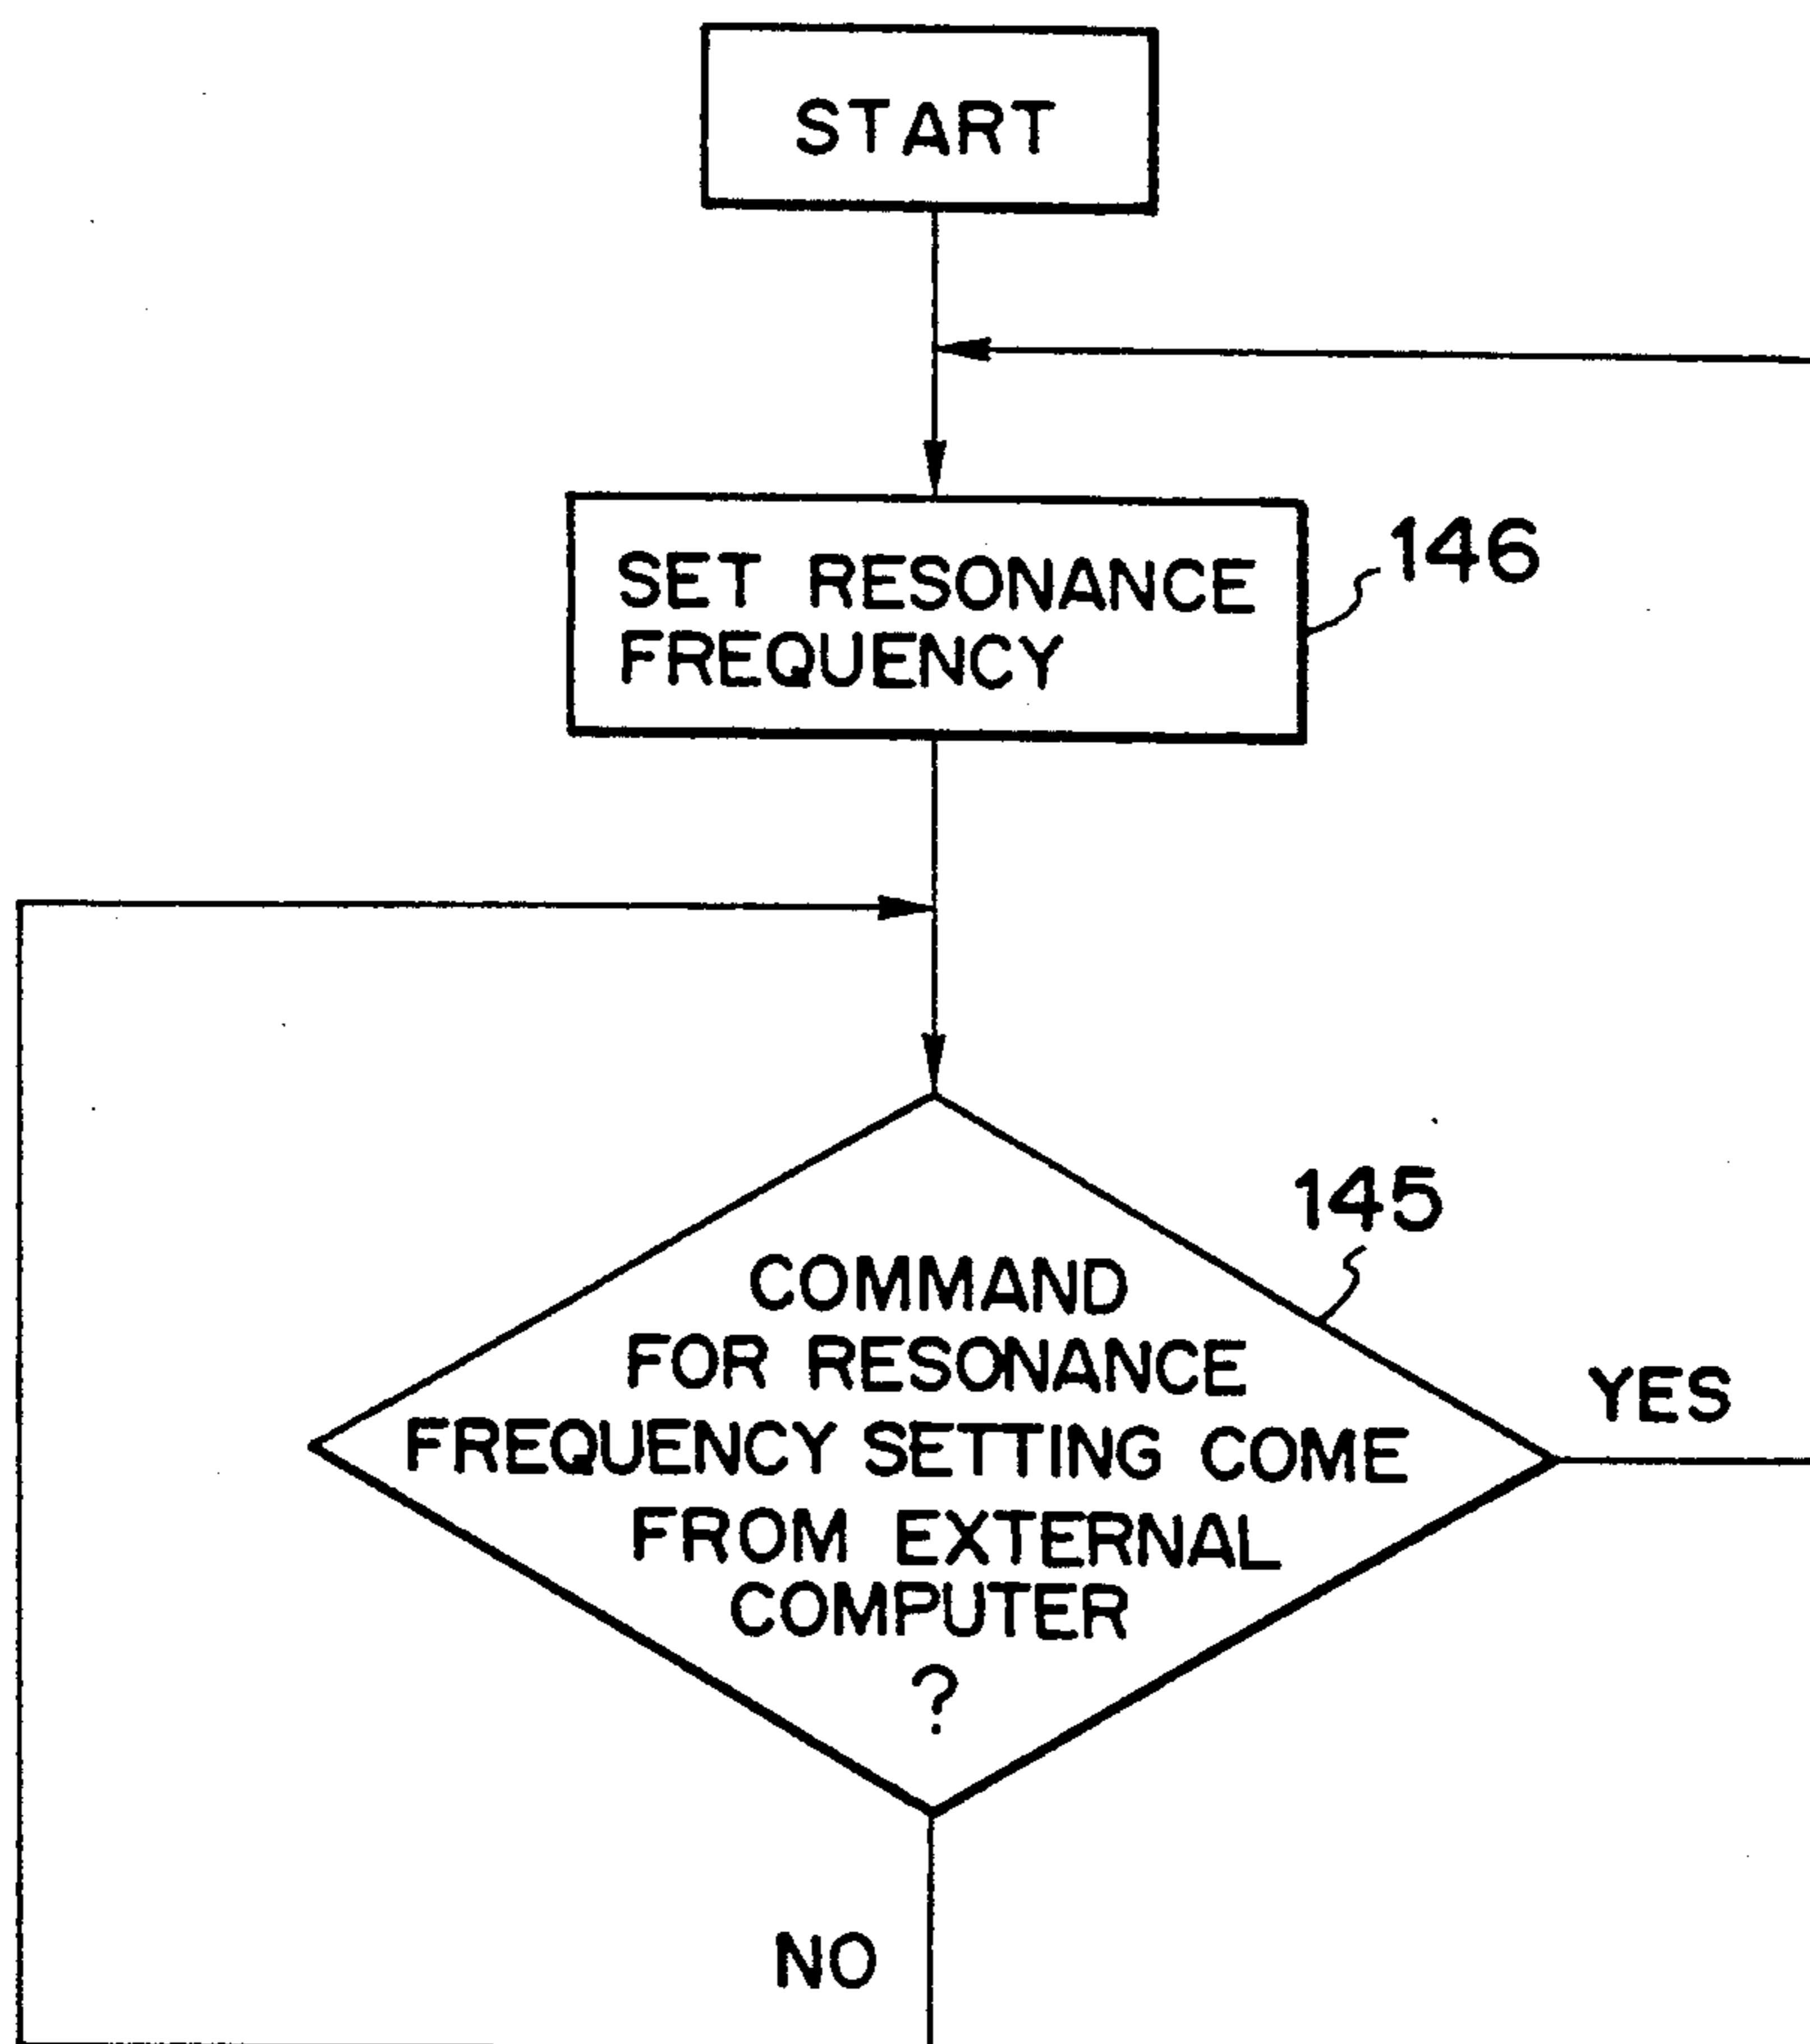 START
SET RESONANCE
FREQUENCY
146
145
COMMAND
FOR RESONANCE
FREQUENCY SETTING COME
FROM EXTERNAL
COMPUTER
?
YES
NO